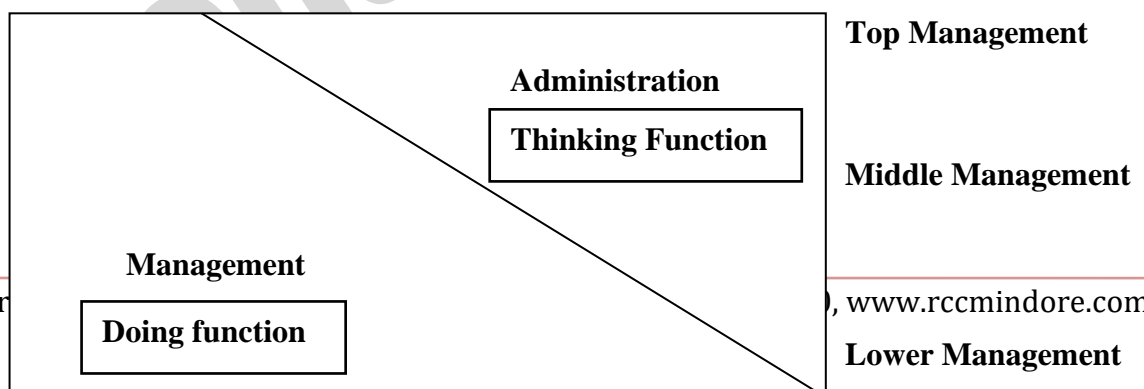 Top Management
Administration
Thinking Function
Middle Management
Management
, www.rccmindore.com
Doing function
Lower Management